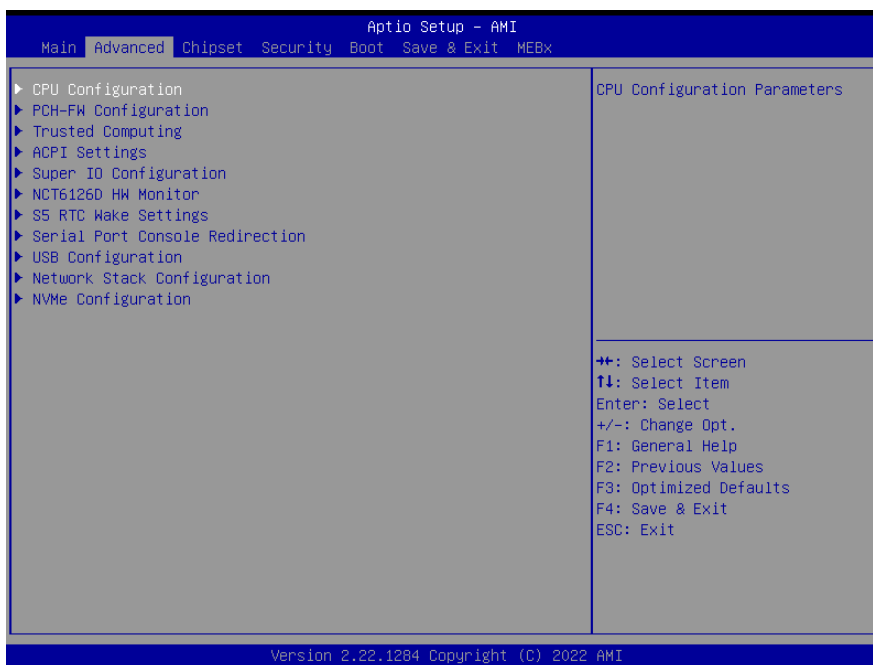 Aptio Setup - AMI
Main Advanced Chipset Security Boot Save & Exit MEBx
▶ CPU Configuration
▶ PCH-FW Configuration
▶ Trusted Computing
▶ ACPI Settings
▶ Super IO Configuration
▶ NCT6126D HW Monitor
▶ S5 RTC Wake Settings
▶ Serial Port Console Redirection
▶ USB Configuration
▶ Network Stack Configuration
▶ NVMe Configuration
CPU Configuration Parameters
→←: Select Screen
↑↓: Select Item
Enter: Select
+/-: Change Opt.
F1: General Help
F2: Previous Values
F3: Optimized Defaults
F4: Save & Exit
ESC: Exit
Version 2.22.1284 Copyright (C) 2022 AMI